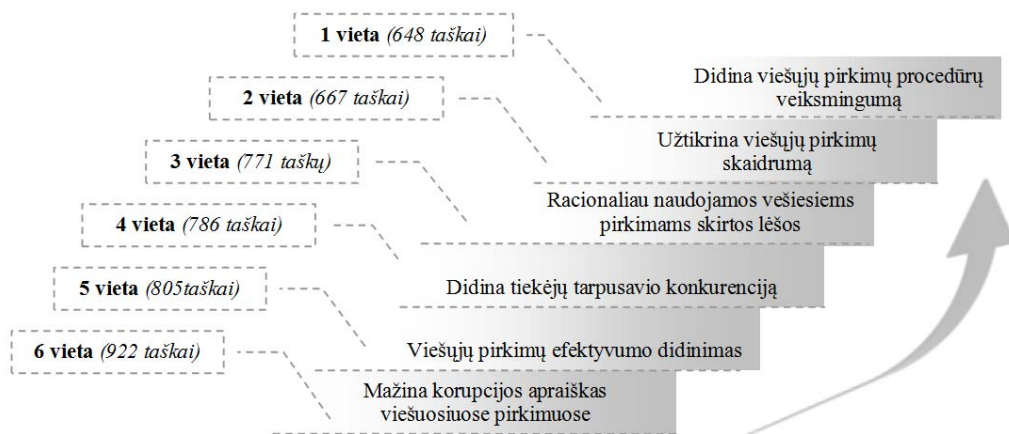 1 vieta (648 taškai)
Didina viešųjų pirkimų procedūrų
veiksmingumą
2 vieta (667 taškai)
Užtikrina viešųjų pirkimų
skaidrumą
3 vieta (771 taškų)
Racionaliau naudojamos vešiesiems
pirkimams skirtos lėšos
4 vieta (786 taškai)
Didina tiekėjų tarpusavio konkurenciją
5 vieta (805taškai)
Viešųjų pirkimų efektyvumo didinimas
6 vieta (922 taškai)
Mažina korupcijos apraiškas
viešuosiuose pirkimuose